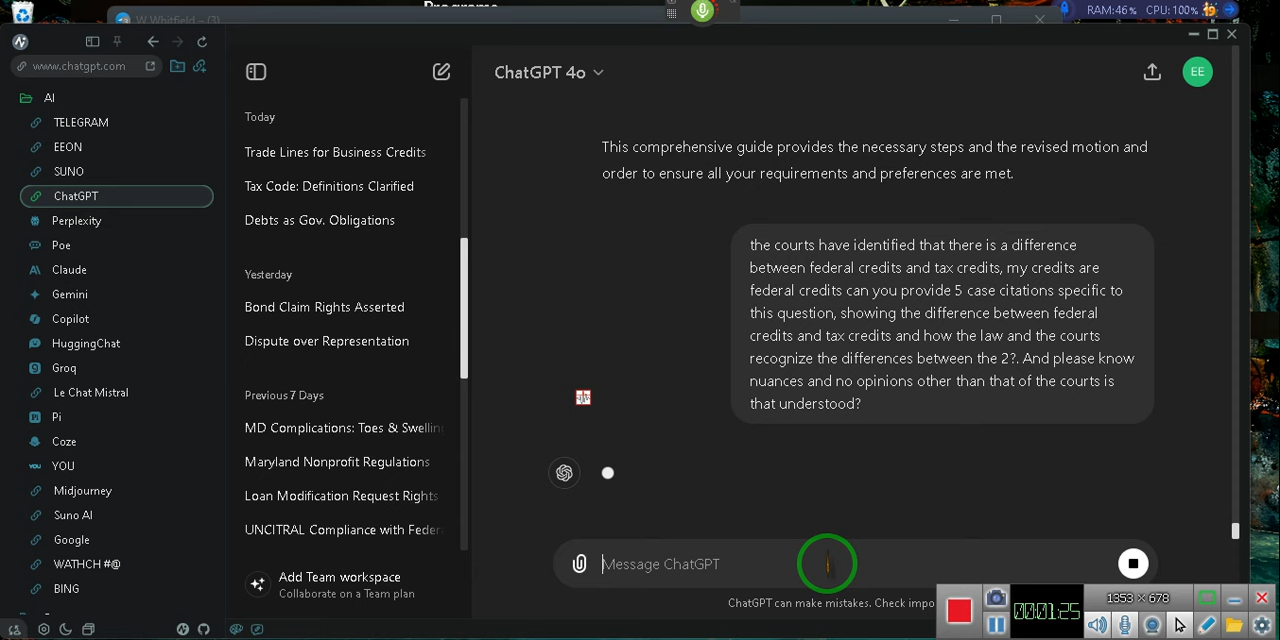 Programs
W Whitfield – (3)
RAM:46% CPU:100% 19
www.chatgpt.com
AI
TELEGRAM
EEON
SUNO
ChatGPT
Perplexity
Poe
Claude
Gemini
Copilot
HuggingChat
Groq
Le Chat Mistral
Pi
Coze
YOU
Midjourney
Suno AI
Google
WATHCH #@
BING
Today
Trade Lines for Business Credits
Tax Code: Definitions Clarified
Debts as Gov. Obligations
Yesterday
Bond Claim Rights Asserted
Dispute over Representation
Previous 7 Days
MD Complications: Toes & Swellin
Maryland Nonprofit Regulations
Loan Modification Request Rights
UNCITRAL Compliance with Feder
Add Team workspace
Collaborate on a Team plan
ChatGPT 4o
EE
This comprehensive guide provides the necessary steps and the revised motion and
order to ensure all your requirements and preferences are met.
the courts have identified that there is a difference
between federal credits and tax credits, my credits are
federal credits can you provide 5 case citations specific to
this question, showing the difference between federal
credits and tax credits and how the law and the courts
recognize the differences between the 2?. And please know
nuances and no opinions other than that of the courts is
that understood?
Message ChatGPT
ChatGPT can make mistakes. Check impo
1353 × 678
00:01:25